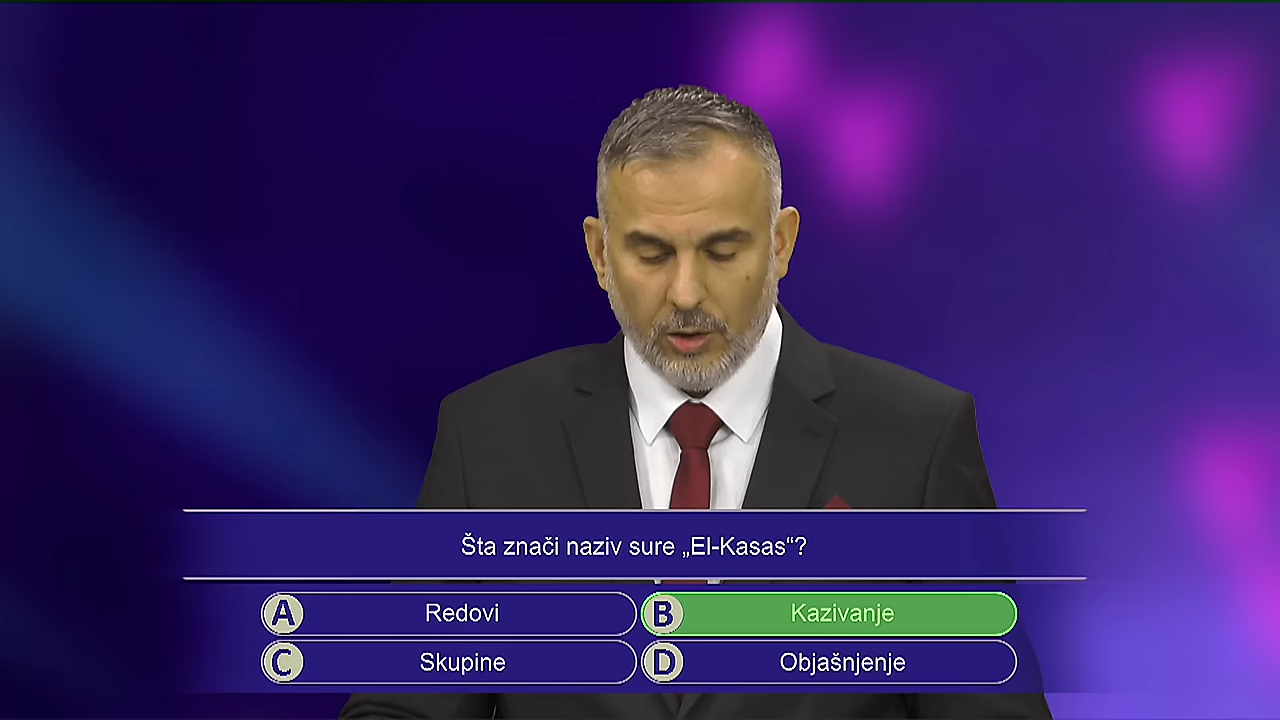 Šta znači naziv sure „El-Kasas“?
A Redovi
B Kazivanje
C Skupine
D Objašnjenje